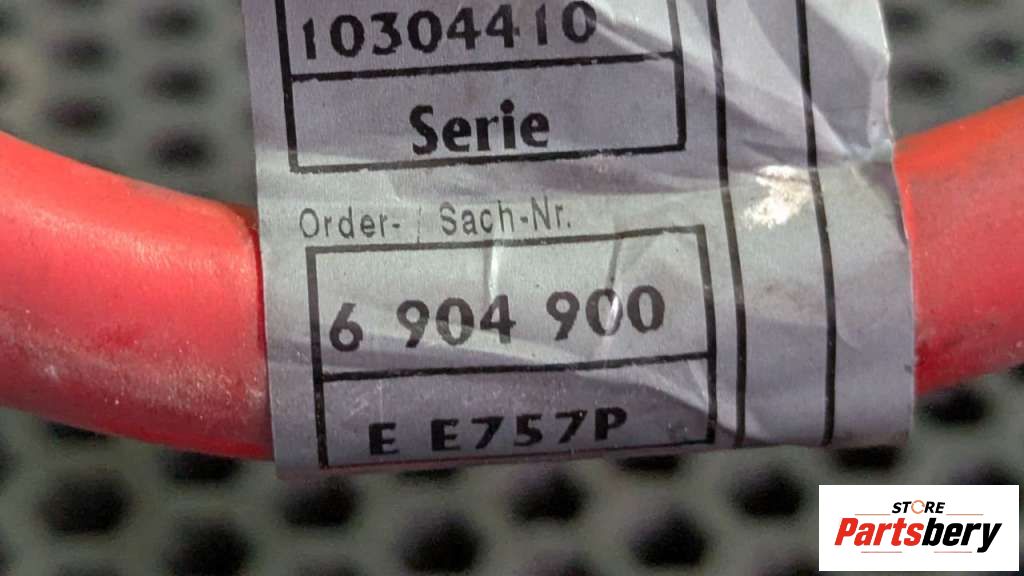 10304410
Serie
Order- / Sach-Nr.
6 904 900
E E757P
STORE
Partsbery